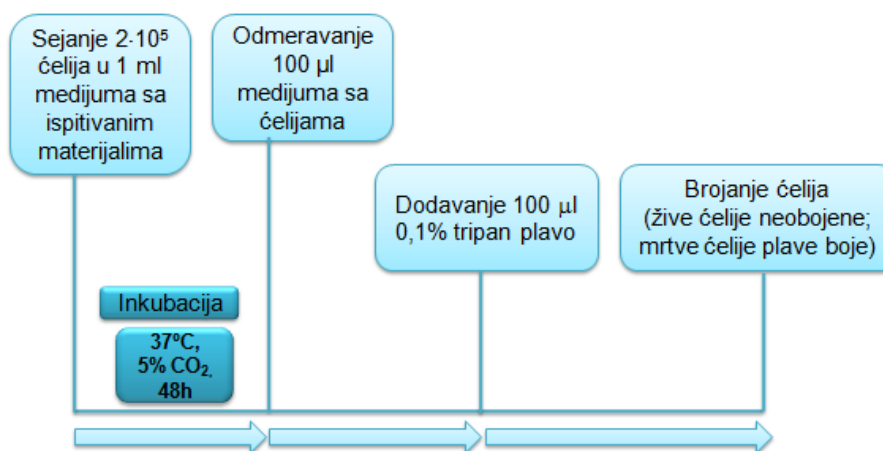 Sejanje 2·10⁵
ćelija u 1 ml
medijuma sa
ispitivanim
materijalima
Odmeravanje
100 µl
medijuma sa
ćelijama
Dodavanje 100 µl
0,1% tripan plavo
Brojanje ćelija
(žive ćelije neobojene;
mrtve ćelije plave boje)
Inkubacija
37ºC,
5% CO₂,
48h